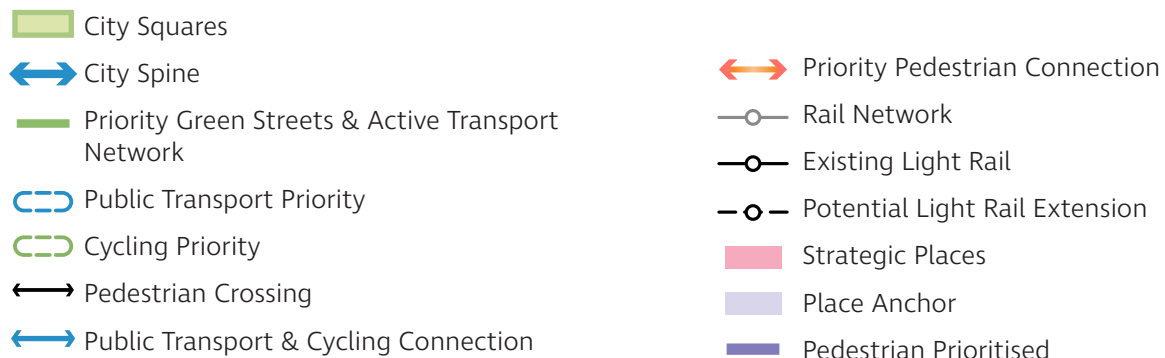 City Squares
City Spine
Priority Green Streets & Active Transport
Network
Public Transport Priority
Cycling Priority
Pedestrian Crossing
Public Transport & Cycling Connection
Priority Pedestrian Connection
Rail Network
Existing Light Rail
Potential Light Rail Extension
Strategic Places
Place Anchor
Pedestrian Prioritised